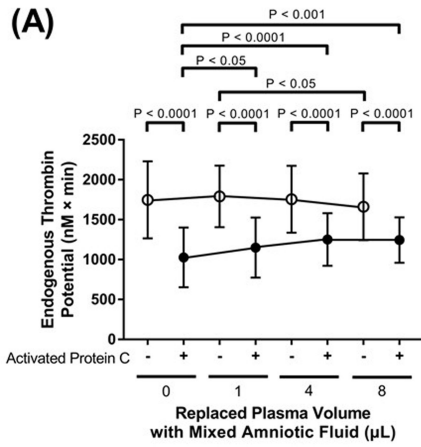 (A)
P < 0.001
P < 0.0001
P < 0.05
P < 0.05
P < 0.0001 P < 0.0001 P < 0.0001 P < 0.0001
Endogenous Thrombin
Potential (nM × min)
2500
2000
1500
1000
500
0
Activated Protein C - + - + - + - +
0 1 4 8
Replaced Plasma Volume
with Mixed Amniotic Fluid (µL)